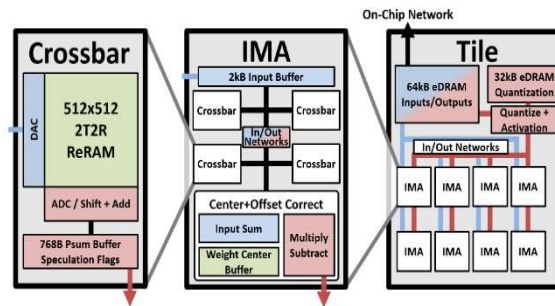 On-Chip Network
Crossbar
DAC
512x512
2T2R
ReRAM
ADC / Shift + Add
768B Psum Buffer
Speculation Flags
IMA
2kB Input Buffer
Crossbar
Crossbar
In/Out
Networks
Crossbar
Crossbar
Center+Offset Correct
Input Sum
Weight Center
Buffer
Multiply
Subtract
Tile
64kB eDRAM
Inputs/Outputs
32kB eDRAM
Quantization
Quantize +
Activation
In/Out Networks
IMA
IMA
IMA
IMA
IMA
IMA
IMA
IMA